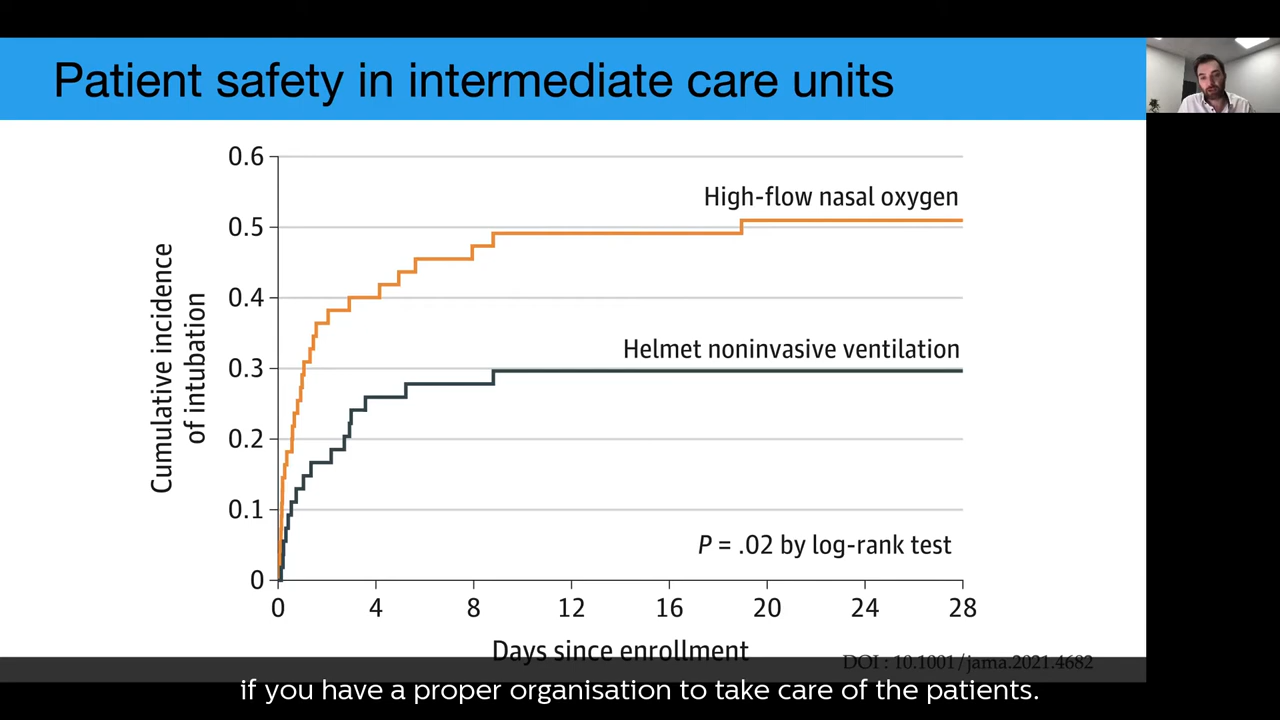 Patient safety in intermediate care units
0.6
High-flow nasal oxygen
0.5
0.4
Helmet noninvasive ventilation
0.3
Cumulative incidence
of intubation
0.2
0.1
P = .02 by log-rank test
0
0 4 8 12 16 20 24 28
Days since enrollment
DOI : 10.1001/jama.2021.4682
if you have a proper organisation to take care of the patients.